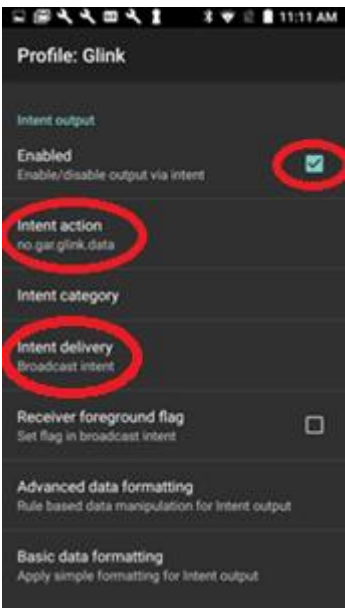 11:11 AM
Profile: Glink
Intent output
Enabled
Enable/disable output via intent
Intent action
no.gar.glink.data
Intent category
Intent delivery
Broadcast intent
Receiver foreground flag
Set flag in broadcast intent
Advanced data formatting
Rule based data manipulation for Intent output
Basic data formatting
Apply simple formatting for Intent output